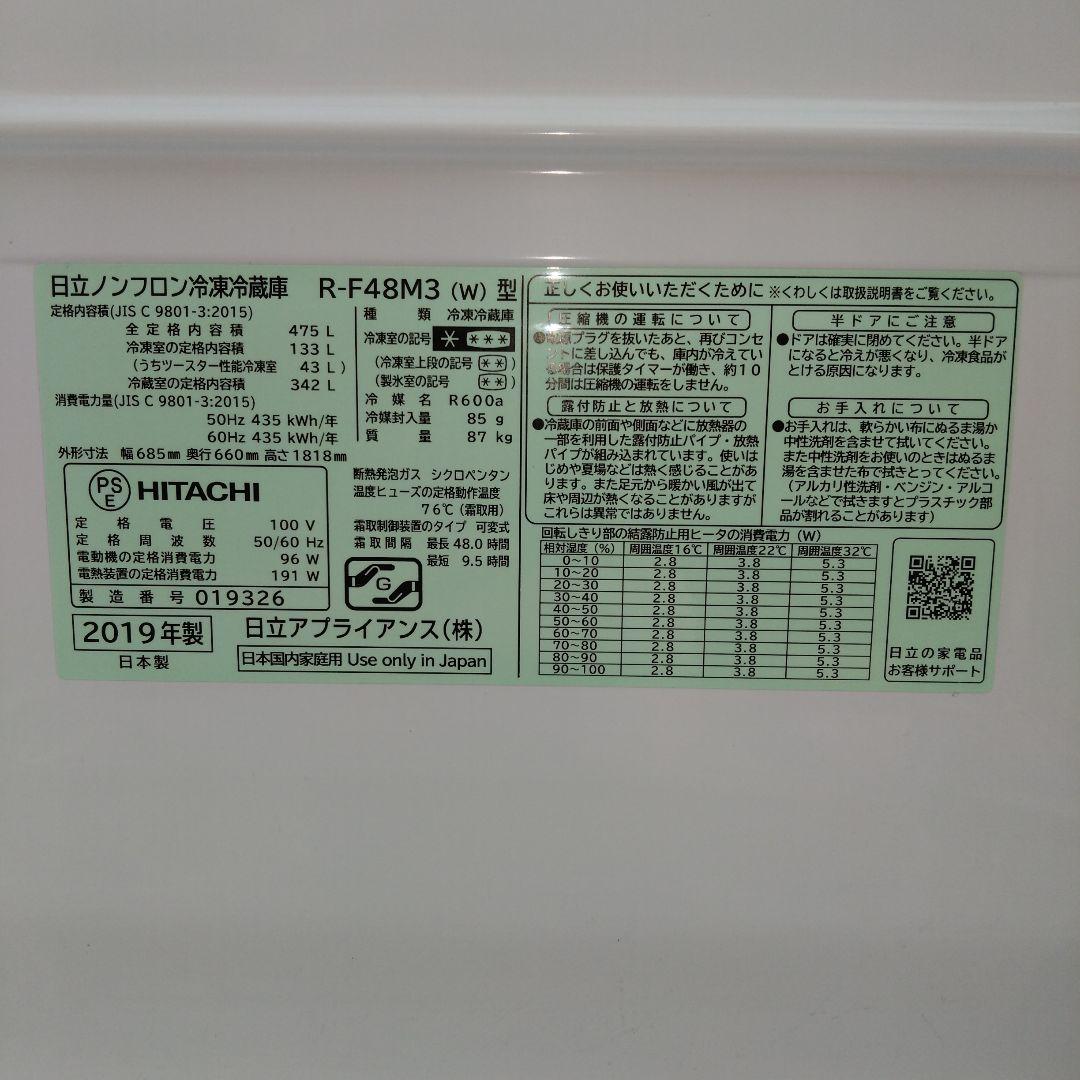 日立ノンフロン冷凍冷蔵庫 R-F48M3 (W) 型
定格内容積(JIS C 9801-3:2015)
全定格内容積 475 L
冷凍室の定格内容積 133 L
(うちツースター性能冷凍室 43 L)
冷蔵室の定格内容積 342 L
消費電力量(JIS C 9801-3:2015)
50Hz 435 kWh/年
60Hz 435 kWh/年
外形寸法 幅685mm 奥行660mm 高さ1818mm
種類 冷凍冷蔵庫
冷凍室の記号 * ***
(冷凍室上段の記号 **)
(製氷室の記号 **)
冷媒名 R600a
冷媒封入量 85 g
質量 87 kg
断熱発泡ガス シクロペンタン
温度ヒューズの定格動作温度
76℃(霜取用)
霜取制御装置のタイプ 可変式
霜取間隔 最長48.0時間
最短 9.5時間
PSE HITACHI
定格電圧 100 V
定格周波数 50/60 Hz
電動機の定格消費電力 96 W
電熱装置の定格消費電力 191 W
製造番号 019326
G
2019年製
日本製
日立アプライアンス(株)
日本国内家庭用 Use only in Japan
正しくお使いいただくために ※くわしくは取扱説明書をご覧ください。
圧縮機の運転について
●電源プラグを抜いたあと、再びコンセ
ントに差し込んでも、庫内が冷えてい
る場合は保護タイマーが働き、約10
分間は圧縮機の運転をしません。
露付防止と放熱について
●冷蔵庫の前面や側面などに放熱器の
一部を利用した露付防止パイプ・放熱
パイプが組み込まれています。使いは
じめや夏場などは熱く感じることがあ
ります。また足元から暖かい風が出て
床や周辺が熱くなることがありますが
これらは異常ではありません。
半ドアにご注意
●ドアは確実に閉めてください。半ドア
になると冷えが悪くなり、冷凍食品が
とける原因になります。
お手入れについて
●お手入れは、軟らかい布にぬるま湯か
中性洗剤を含ませて拭いてください。
また中性洗剤をお使いのときはぬるま
湯を含ませた布で拭きとってください。
(アルカリ性洗剤・ベンジン・アルコ
ールなどで拭きますとプラスチック部
品が割れることがあります)
回転しきり部の結露防止用ヒータの消費電力(W)
相対湿度(%) 周囲温度16℃ 周囲温度22℃ 周囲温度32℃
0~10 2.8 3.8 5.3
10~20 2.8 3.8 5.3
20~30 2.8 3.8 5.3
30~40 2.8 3.8 5.3
40~50 2.8 3.8 5.3
50~60 2.8 3.8 5.3
60~70 2.8 3.8 5.3
70~80 2.8 3.8 5.3
80~90 2.8 3.8 5.3
90~100 2.8 3.8 5.3
日立の家電品
お客様サポート